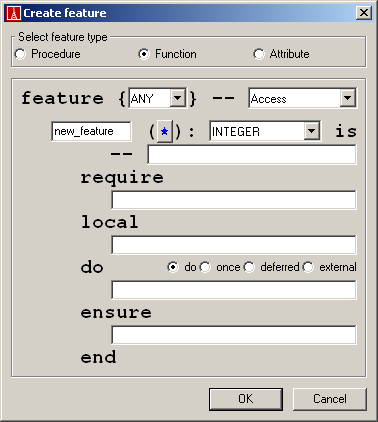 Create feature
Select feature type
Procedure Function Attribute
feature {ANY} -- Access
new_feature (*): INTEGER is
--
require
local
do do once deferred external
ensure
end
OK Cancel